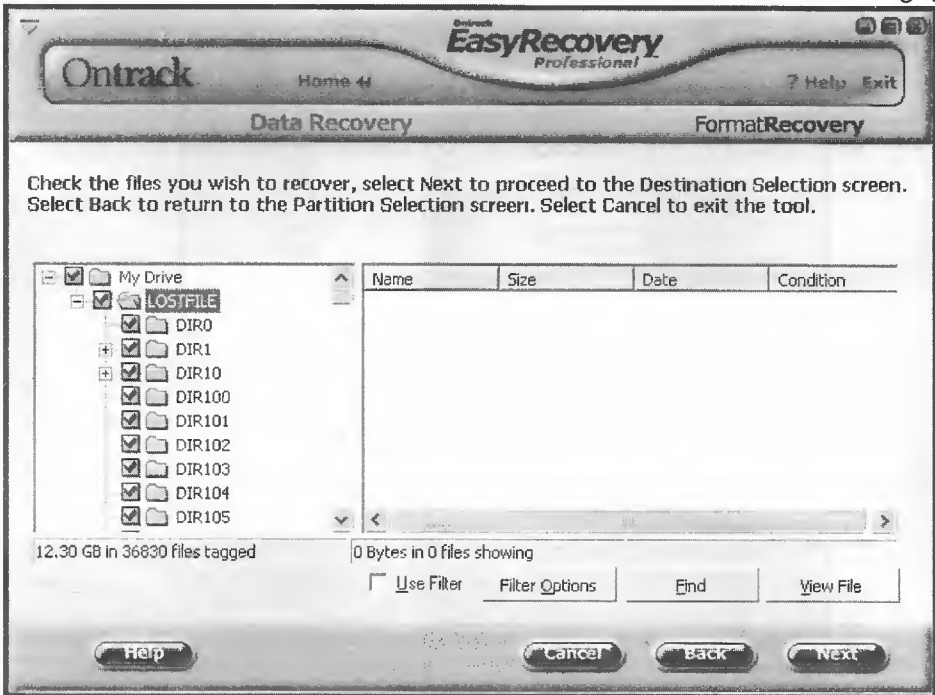 Ontrack
EasyRecovery
Professional
Ontrack
Home
? Help Exit
Data Recovery
FormatRecovery
Check the files you wish to recover, select Next to proceed to the Destination Selection screen.
Select Back to return to the Partition Selection screen. Select Cancel to exit the tool.
My Drive
LOSTFILE
DIR0
DIR1
DIR10
DIR100
DIR101
DIR102
DIR103
DIR104
DIR105
Name Size Date Condition
12.30 GB in 36830 files tagged
0 Bytes in 0 files showing
Use Filter
Filter Options
Find
View File
Help
Cancel
Back
Next